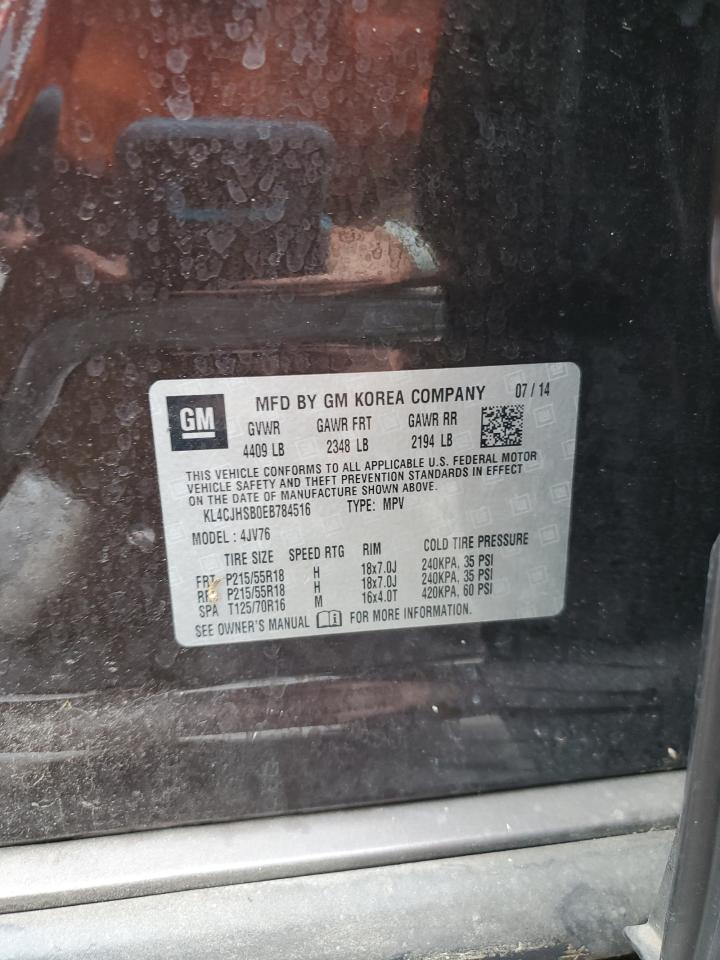 GM
MFD BY GM KOREA COMPANY 07 / 14
GVWR GAWR FRT GAWR RR
4409 LB 2348 LB 2194 LB
THIS VEHICLE CONFORMS TO ALL APPLICABLE U.S. FEDERAL MOTOR
VEHICLE SAFETY AND THEFT PREVENTION STANDARDS IN EFFECT
ON THE DATE OF MANUFACTURE SHOWN ABOVE.
KL4CJHSB0EB784516 TYPE: MPV
MODEL : 4JV76
TIRE SIZE SPEED RTG RIM COLD TIRE PRESSURE
FRT P215/55R18 H 18x7.0J 240KPA, 35 PSI
P215/55R18 H 18x7.0J 240KPA, 35 PSI
SPA T125/70R16 M 16x4.0T 420KPA, 60 PSI
SEE OWNER'S MANUAL FOR MORE INFORMATION.